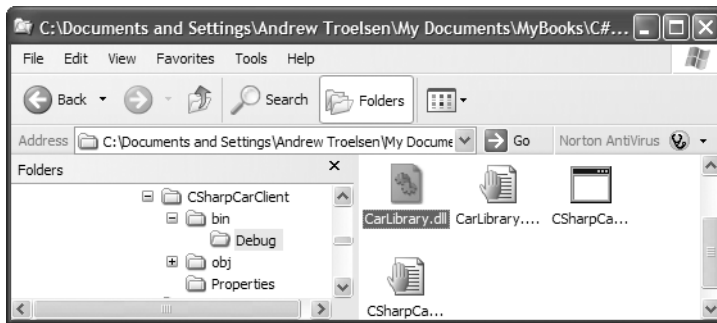 C:\Documents and Settings\Andrew Troelsen\My Documents\MyBooks\C#...
File Edit View Favorites Tools Help
Back Search Folders
Address C:\Documents and Settings\Andrew Troelsen\My Docume Go Norton AntiVirus
Folders x
CSharpCarClient
bin
Debug
obj
Properties
CarLibrary.dll CarLibrary.... CSharpCa...
CSharpCa...